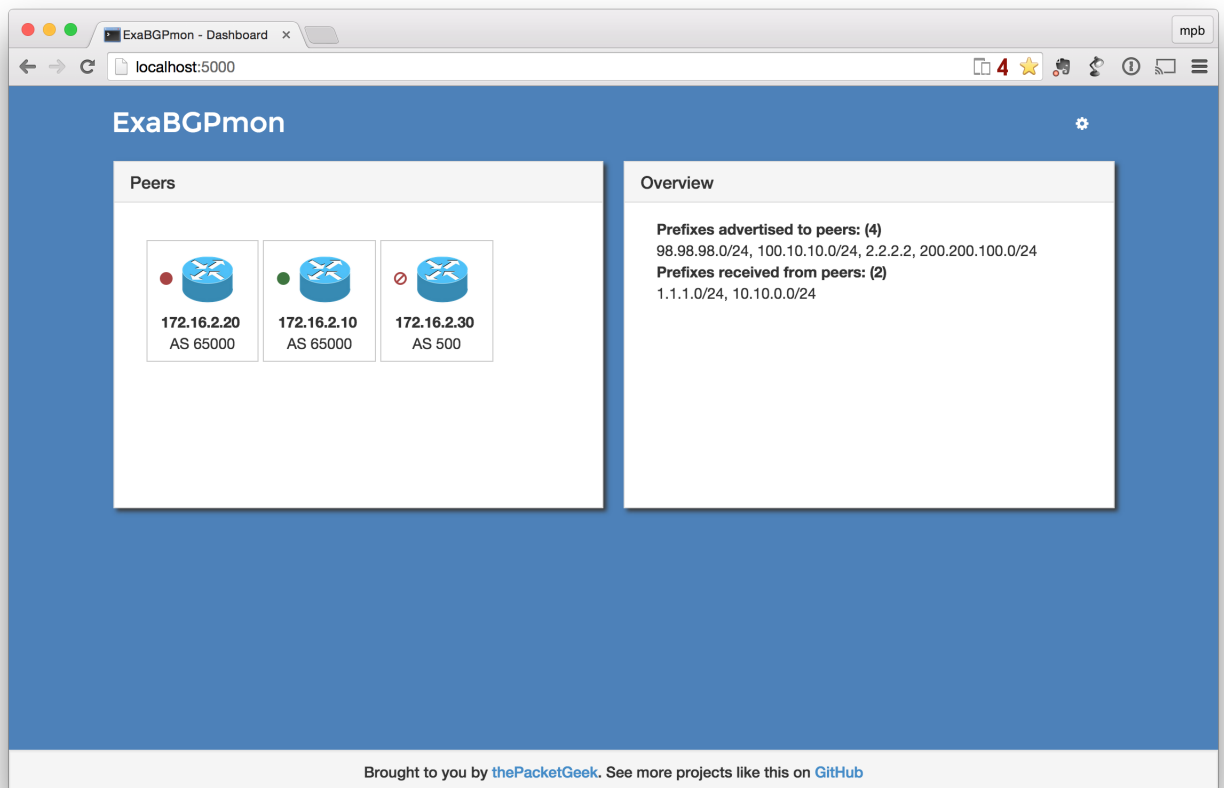 ExaBGPmon - Dashboard
mpb
localhost:5000
4
ExaBGPmon
Peers
172.16.2.20
AS 65000
172.16.2.10
AS 65000
172.16.2.30
AS 500
Overview
Prefixes advertised to peers: (4)
98.98.98.0/24, 100.10.10.0/24, 2.2.2.2, 200.200.100.0/24
Prefixes received from peers: (2)
1.1.1.0/24, 10.10.0.0/24
Brought to you by thePacketGeek. See more projects like this on GitHub